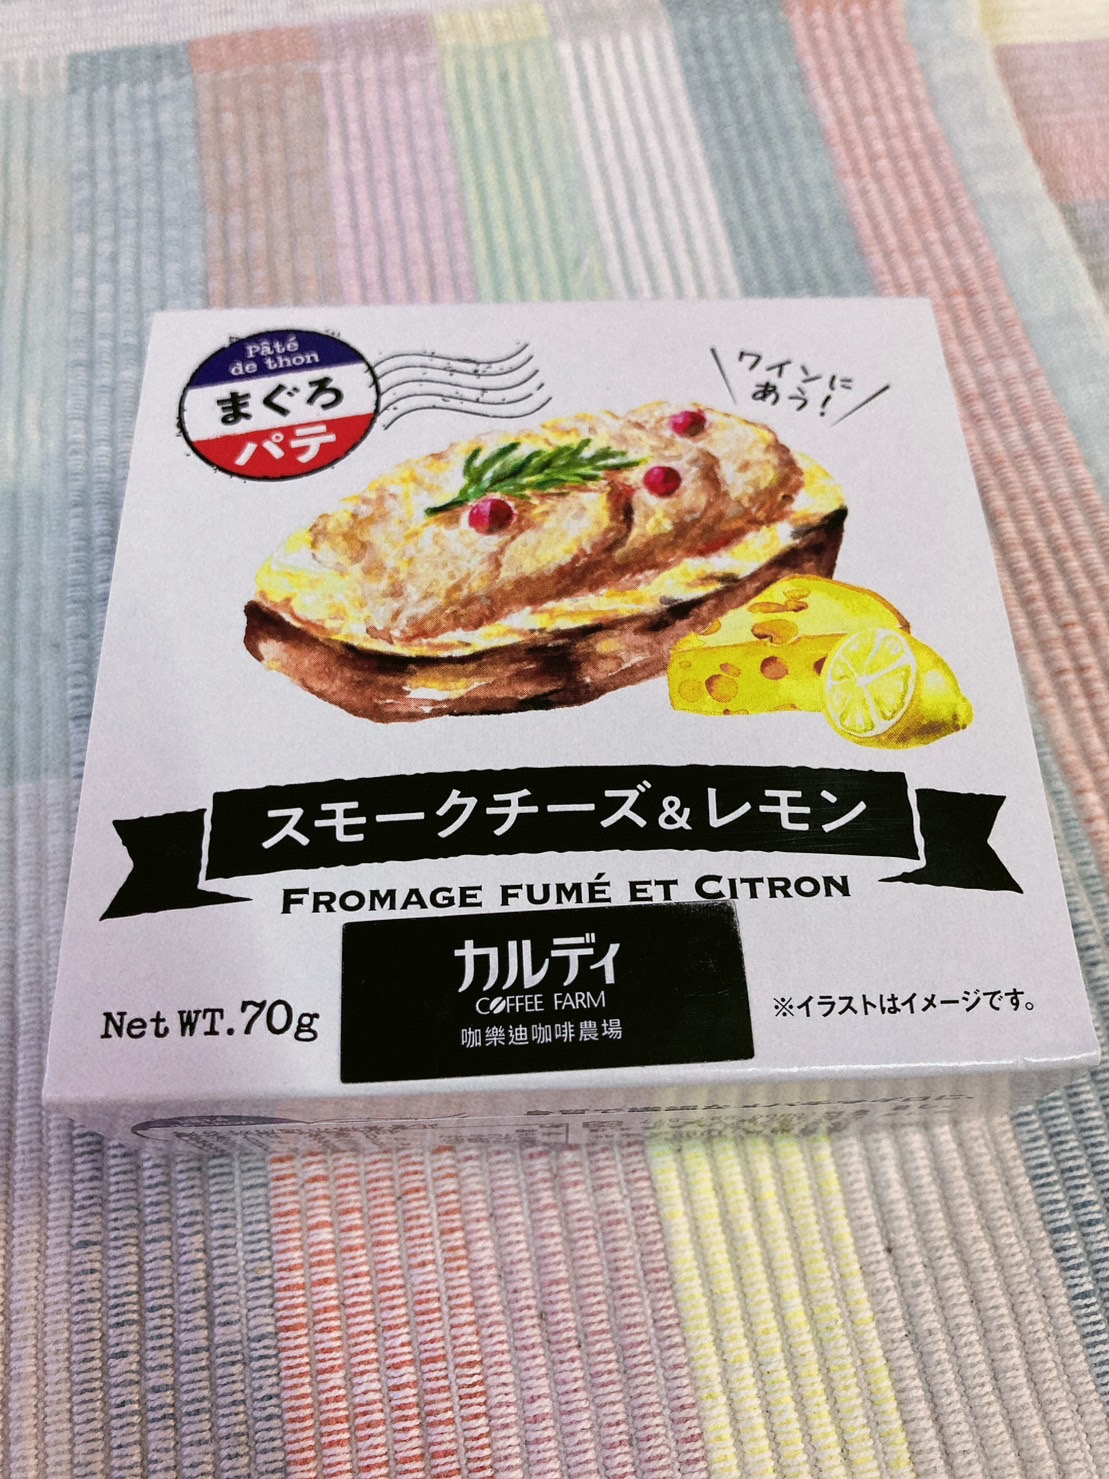 Pâté
de thon
まぐろ
パテ
ワインに
あう!
スモークチーズ&レモン
FROMAGE FUMÉ ET CITRON
カルディ
COFFEE FARM
咖樂迪咖啡農場
Net WT.70g
※イラストはイメージです。